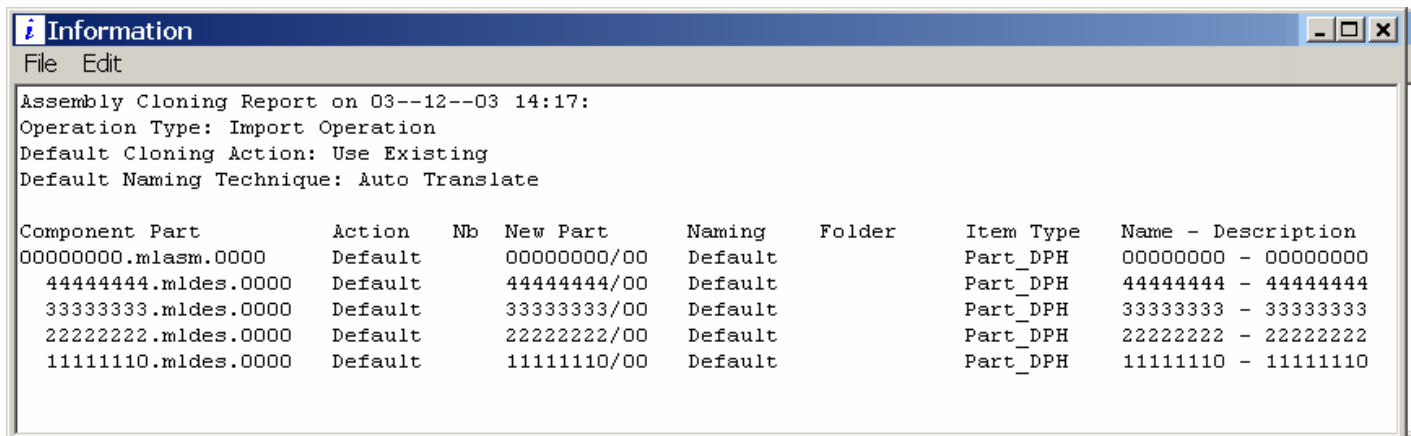 i Information
File Edit
Assembly Cloning Report on 03--12--03 14:17:
Operation Type: Import Operation
Default Cloning Action: Use Existing
Default Naming Technique: Auto Translate
Component Part Action Nb New Part Naming Folder Item Type Name - Description
00000000.mlasm.0000 Default 00000000/00 Default Part_DPH 00000000 - 00000000
44444444.mldes.0000 Default 44444444/00 Default Part_DPH 44444444 - 44444444
33333333.mldes.0000 Default 33333333/00 Default Part_DPH 33333333 - 33333333
22222222.mldes.0000 Default 22222222/00 Default Part_DPH 22222222 - 22222222
11111110.mldes.0000 Default 11111110/00 Default Part_DPH 11111110 - 11111110